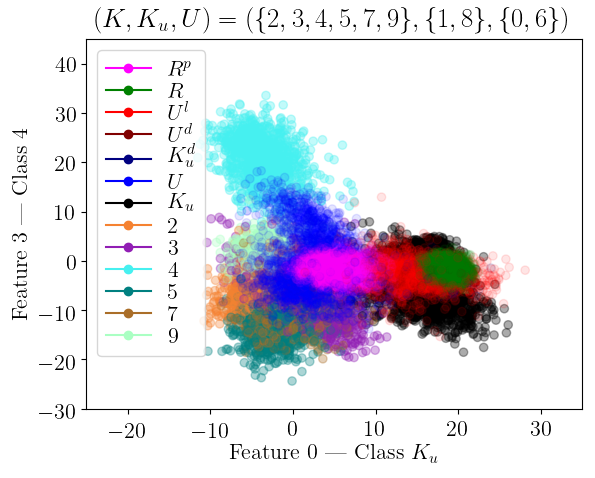 (K, K_u, U) = ({2, 3, 4, 5, 7, 9}, {1, 8}, {0, 6})
Feature 3 — Class 4
40
30
20
10
0
−10
−20
−30
R^p
R
U^l
U^d
K_u^d
U
K_u
2
3
4
5
7
9
−20 −10 0 10 20 30
Feature 0 — Class K_u